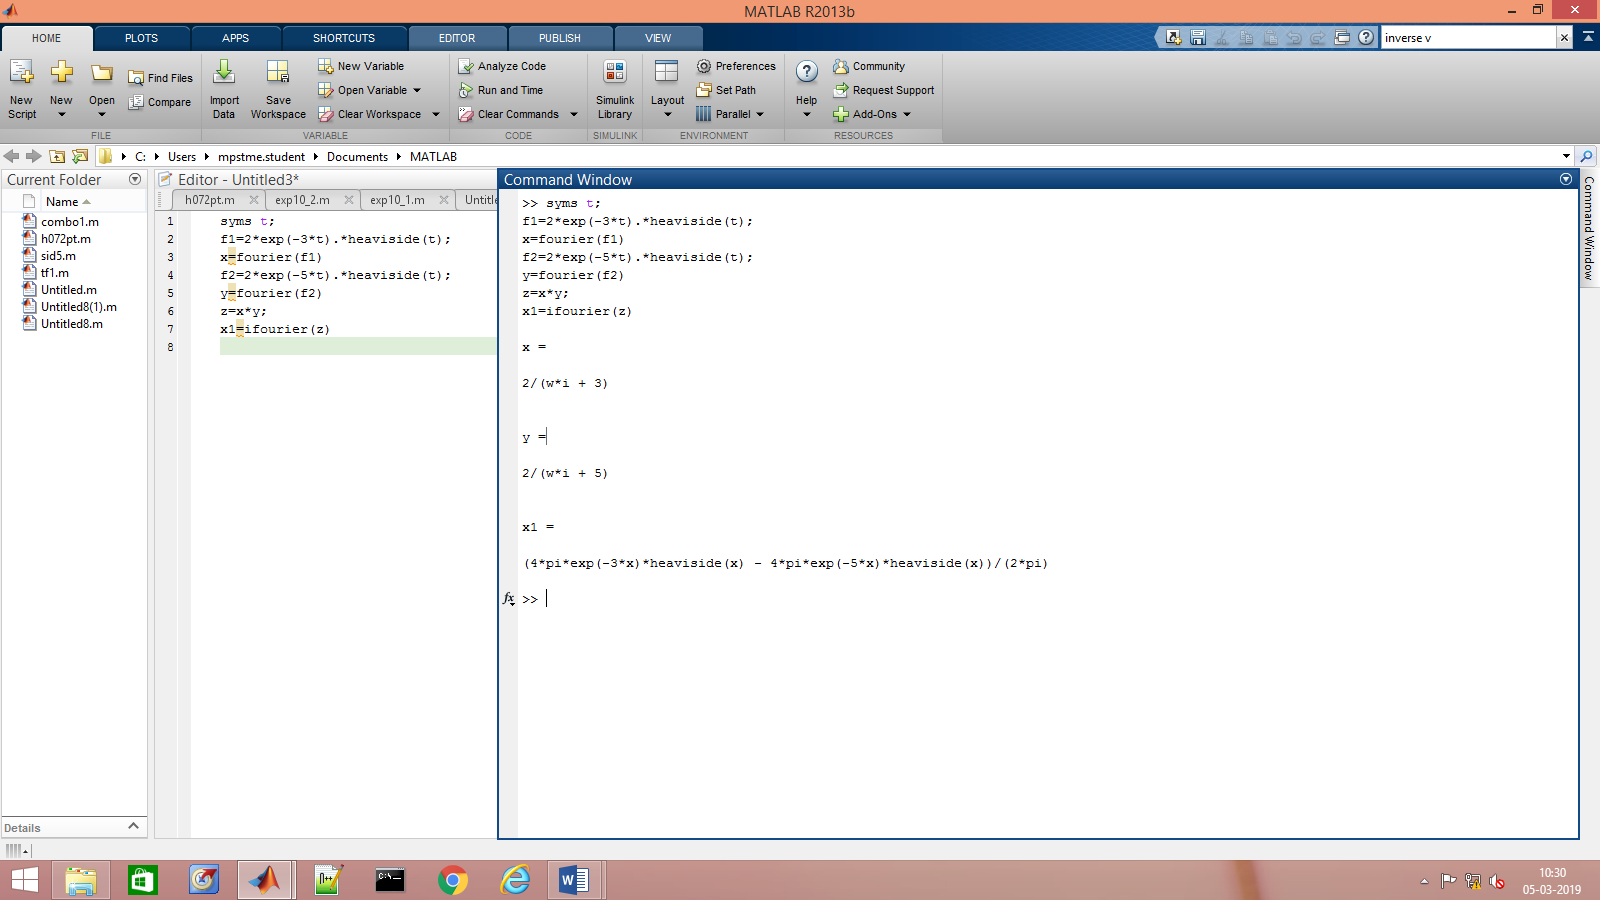 MATLAB R2013b
HOME PLOTS APPS SHORTCUTS EDITOR PUBLISH VIEW
inverse v
New Script
New
Open
Find Files
Compare
FILE
Import Data
Save Workspace
New Variable
Open Variable
Clear Workspace
VARIABLE
Analyze Code
Run and Time
Clear Commands
CODE
Simulink Library
SIMULINK
Layout
Preferences
Set Path
Parallel
ENVIRONMENT
Help
Community
Request Support
Add-Ons
RESOURCES
C: Users mpstme.student Documents MATLAB
Current Folder
Name
combo1.m
h072pt.m
sid5.m
tf1.m
Untitled.m
Untitled8(1).m
Untitled8.m
Details
Editor - Untitled3*
h072pt.m exp10_2.m exp10_1.m Untitle
1 syms t;
2 f1=2*exp(-3*t).*heaviside(t);
3 x=fourier(f1)
4 f2=2*exp(-5*t).*heaviside(t);
5 y=fourier(f2)
6 z=x*y;
7 x1=ifourier(z)
8
Command Window
>> syms t;
f1=2*exp(-3*t).*heaviside(t);
x=fourier(f1)
f2=2*exp(-5*t).*heaviside(t);
y=fourier(f2)
z=x*y;
x1=ifourier(z)
x =
2/(w*i + 3)
y =
2/(w*i + 5)
x1 =
(4*pi*exp(-3*x)*heaviside(x) - 4*pi*exp(-5*x)*heaviside(x))/(2*pi)
fx >>
Command Window
10:30
05-03-2019